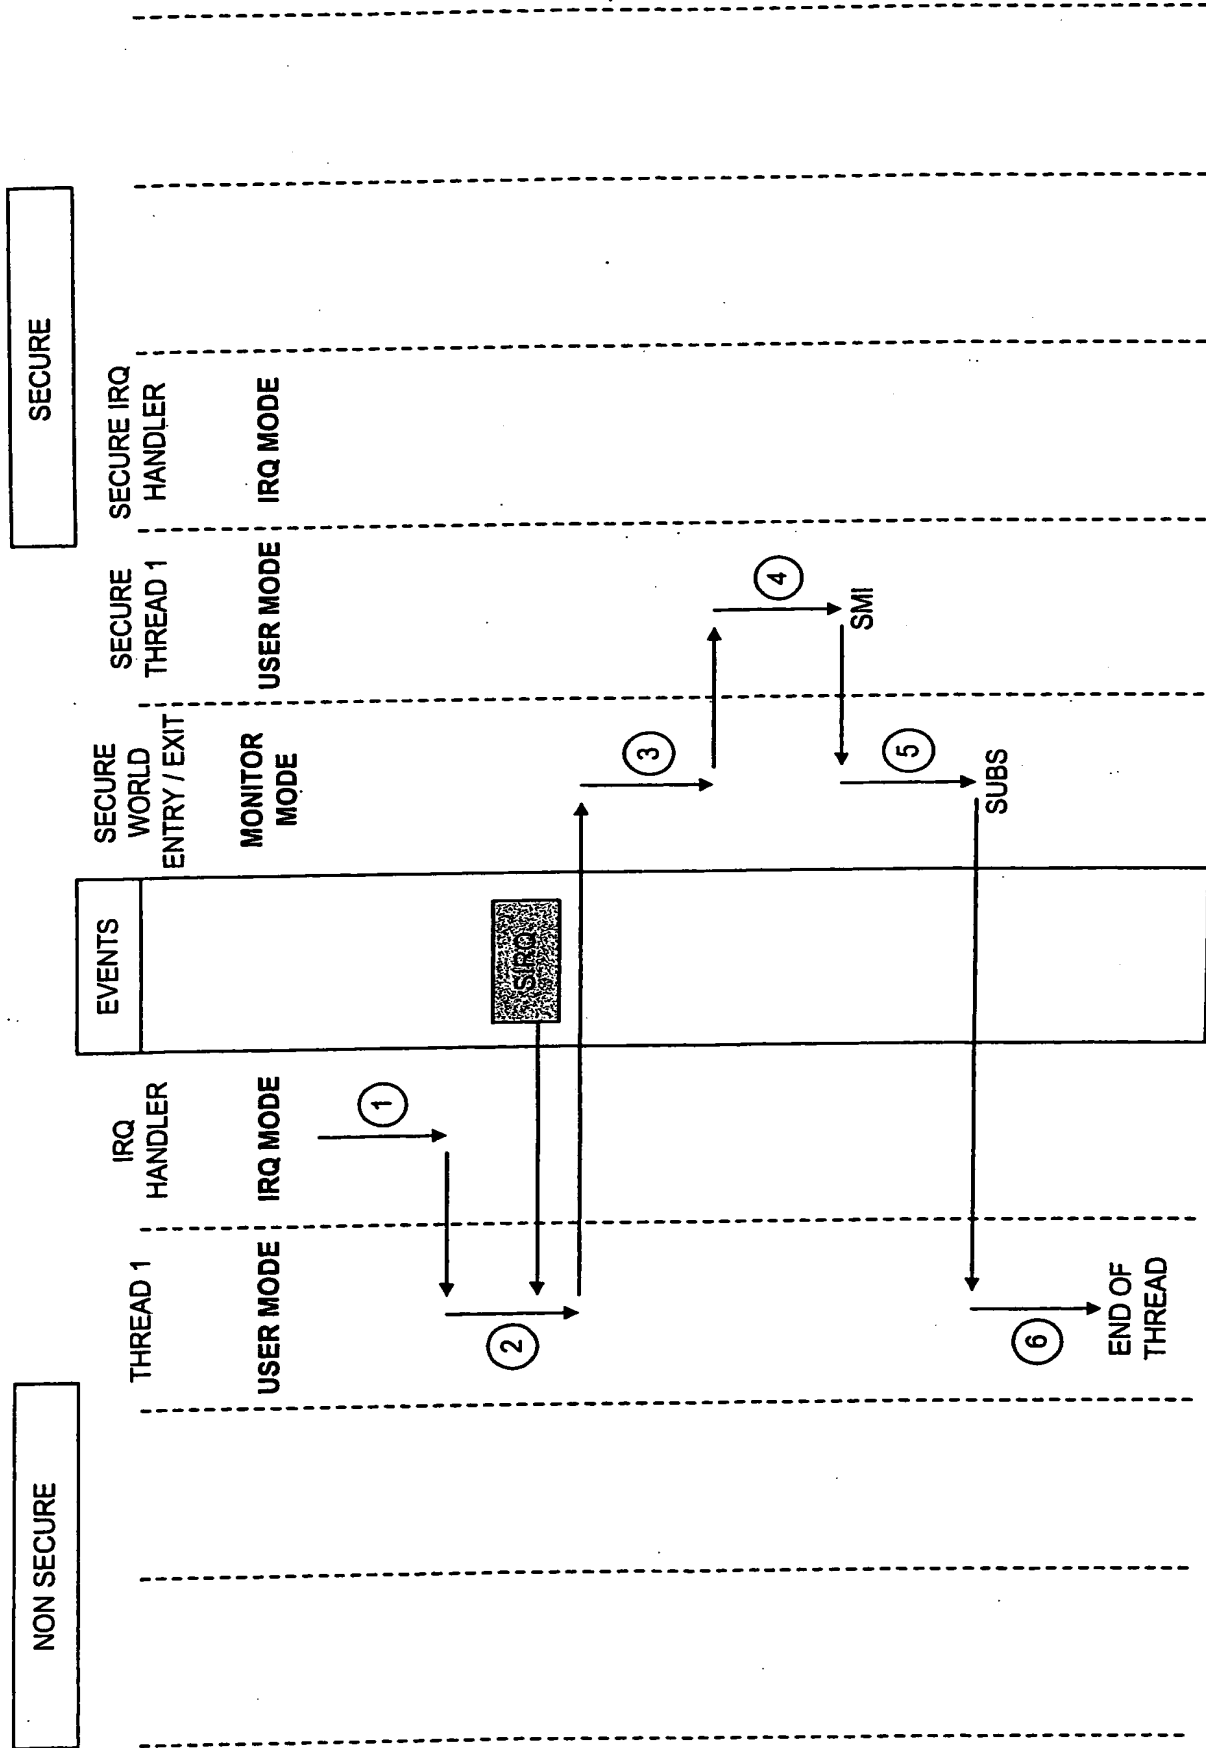 NON SECURE
SECURE
EVENTS
THREAD 1
USER MODE
IRQ
HANDLER
IRQ MODE
SECURE
WORLD
ENTRY / EXIT
MONITOR
MODE
SECURE
THREAD 1
USER MODE
SECURE IRQ
HANDLER
IRQ MODE
1
2
SIRQ
3
4
SMI
5
SUBS
6
END OF
THREAD